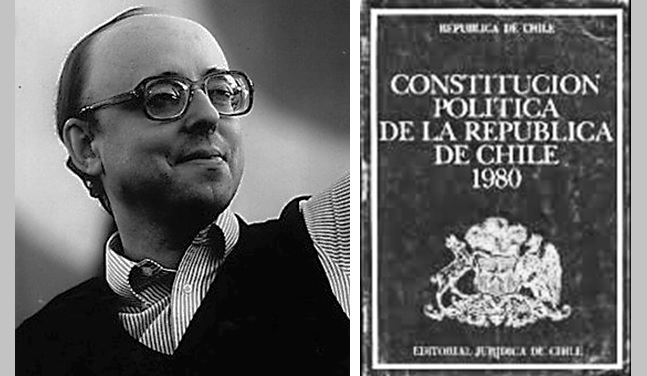 REPUBLICA DE CHILE
CONSTITUCION
POLITICA
DE LA REPUBLICA
DE CHILE
1980
EDITORIAL JURIDICA DE CHILE